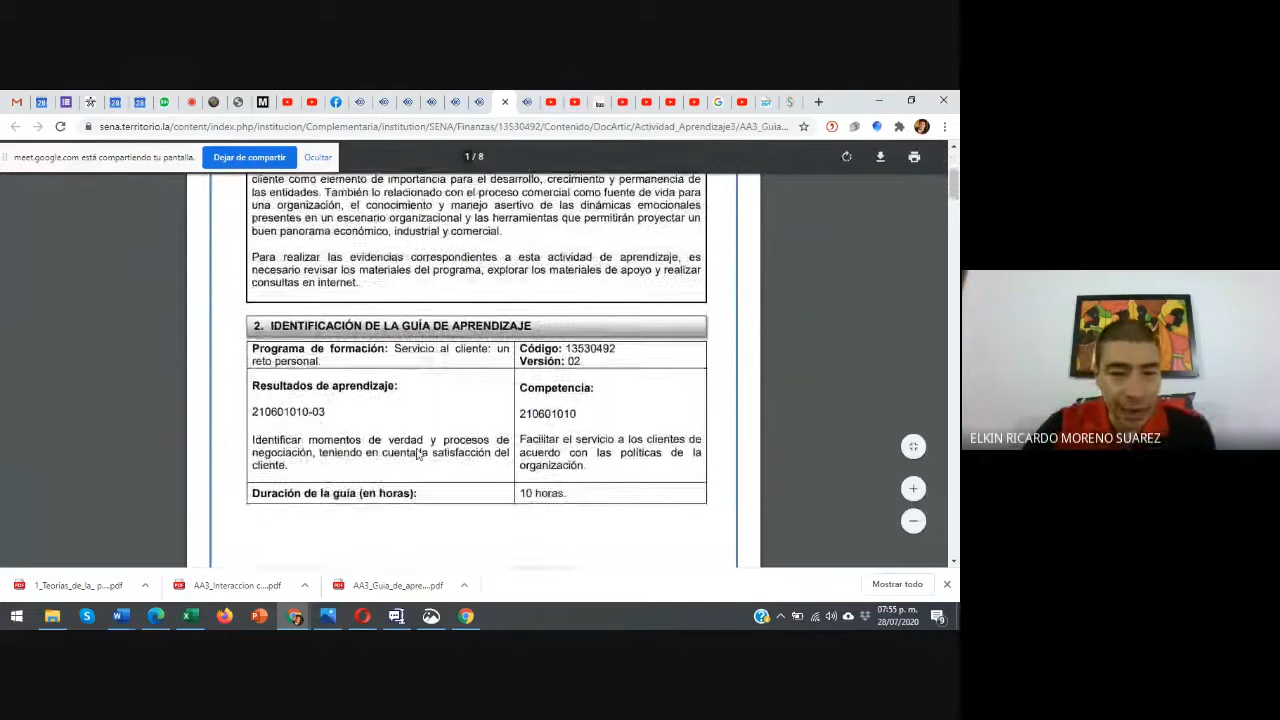 sena.territorio.la/content/index.php/institucion/Complementaria/institution/SENA/Finanzas/13530492/Contenido/DocArtic/Actividad_Aprendizaje3/AA3_Guia...
meet.google.com está compartiendo tu pantalla.
Dejar de compartir
Ocultar
1 / 8
cliente como elemento de importancia para el desarrollo, crecimiento y permanencia de
las entidades. También lo relacionado con el proceso comercial como fuente de vida para
una organización, el conocimiento y manejo asertivo de las dinámicas emocionales
presentes en un escenario organizacional y las herramientas que permitirán proyectar un
buen panorama económico, industrial y comercial.
Para realizar las evidencias correspondientes a esta actividad de aprendizaje, es
necesario revisar los materiales del programa, explorar los materiales de apoyo y realizar
consultas en internet.
2. IDENTIFICACIÓN DE LA GUÍA DE APRENDIZAJE
Programa de formación: Servicio al cliente: un
reto personal.
Código: 13530492
Versión: 02
Resultados de aprendizaje:
210601010-03
Identificar momentos de verdad y procesos de
negociación, teniendo en cuenta la satisfacción del
cliente.
Competencia:
210601010
Facilitar el servicio a los clientes de
acuerdo con las políticas de la
organización.
Duración de la guía (en horas):
10 horas.
ELKIN RICARDO MORENO SUAREZ
1_Teorias_de_la_ p....pdf
AA3_Interaccion c....pdf
AA3_Guia_de_apre....pdf
Mostrar todo
07:55 p. m.
28/07/2020